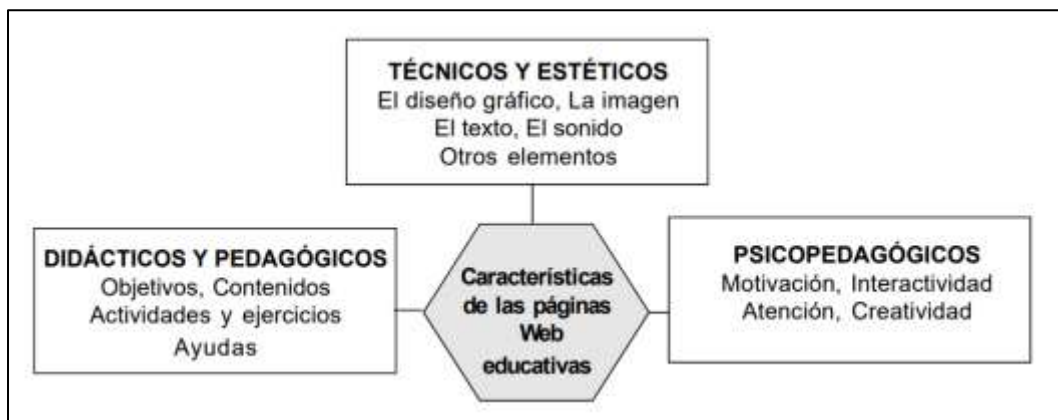 TÉCNICOS Y ESTÉTICOS
El diseño gráfico, La imagen
El texto, El sonido
Otros elementos
DIDÁCTICOS Y PEDAGÓGICOS
Objetivos, Contenidos
Actividades y ejercicios
Ayudas
Características
de las páginas
Web
educativas
PSICOPEDAGÓGICOS
Motivación, Interactividad
Atención, Creatividad